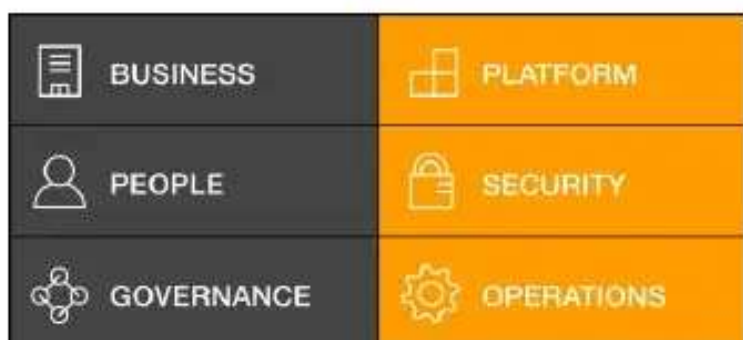 BUSINESS
PLATFORM
PEOPLE
SECURITY
GOVERNANCE
OPERATIONS